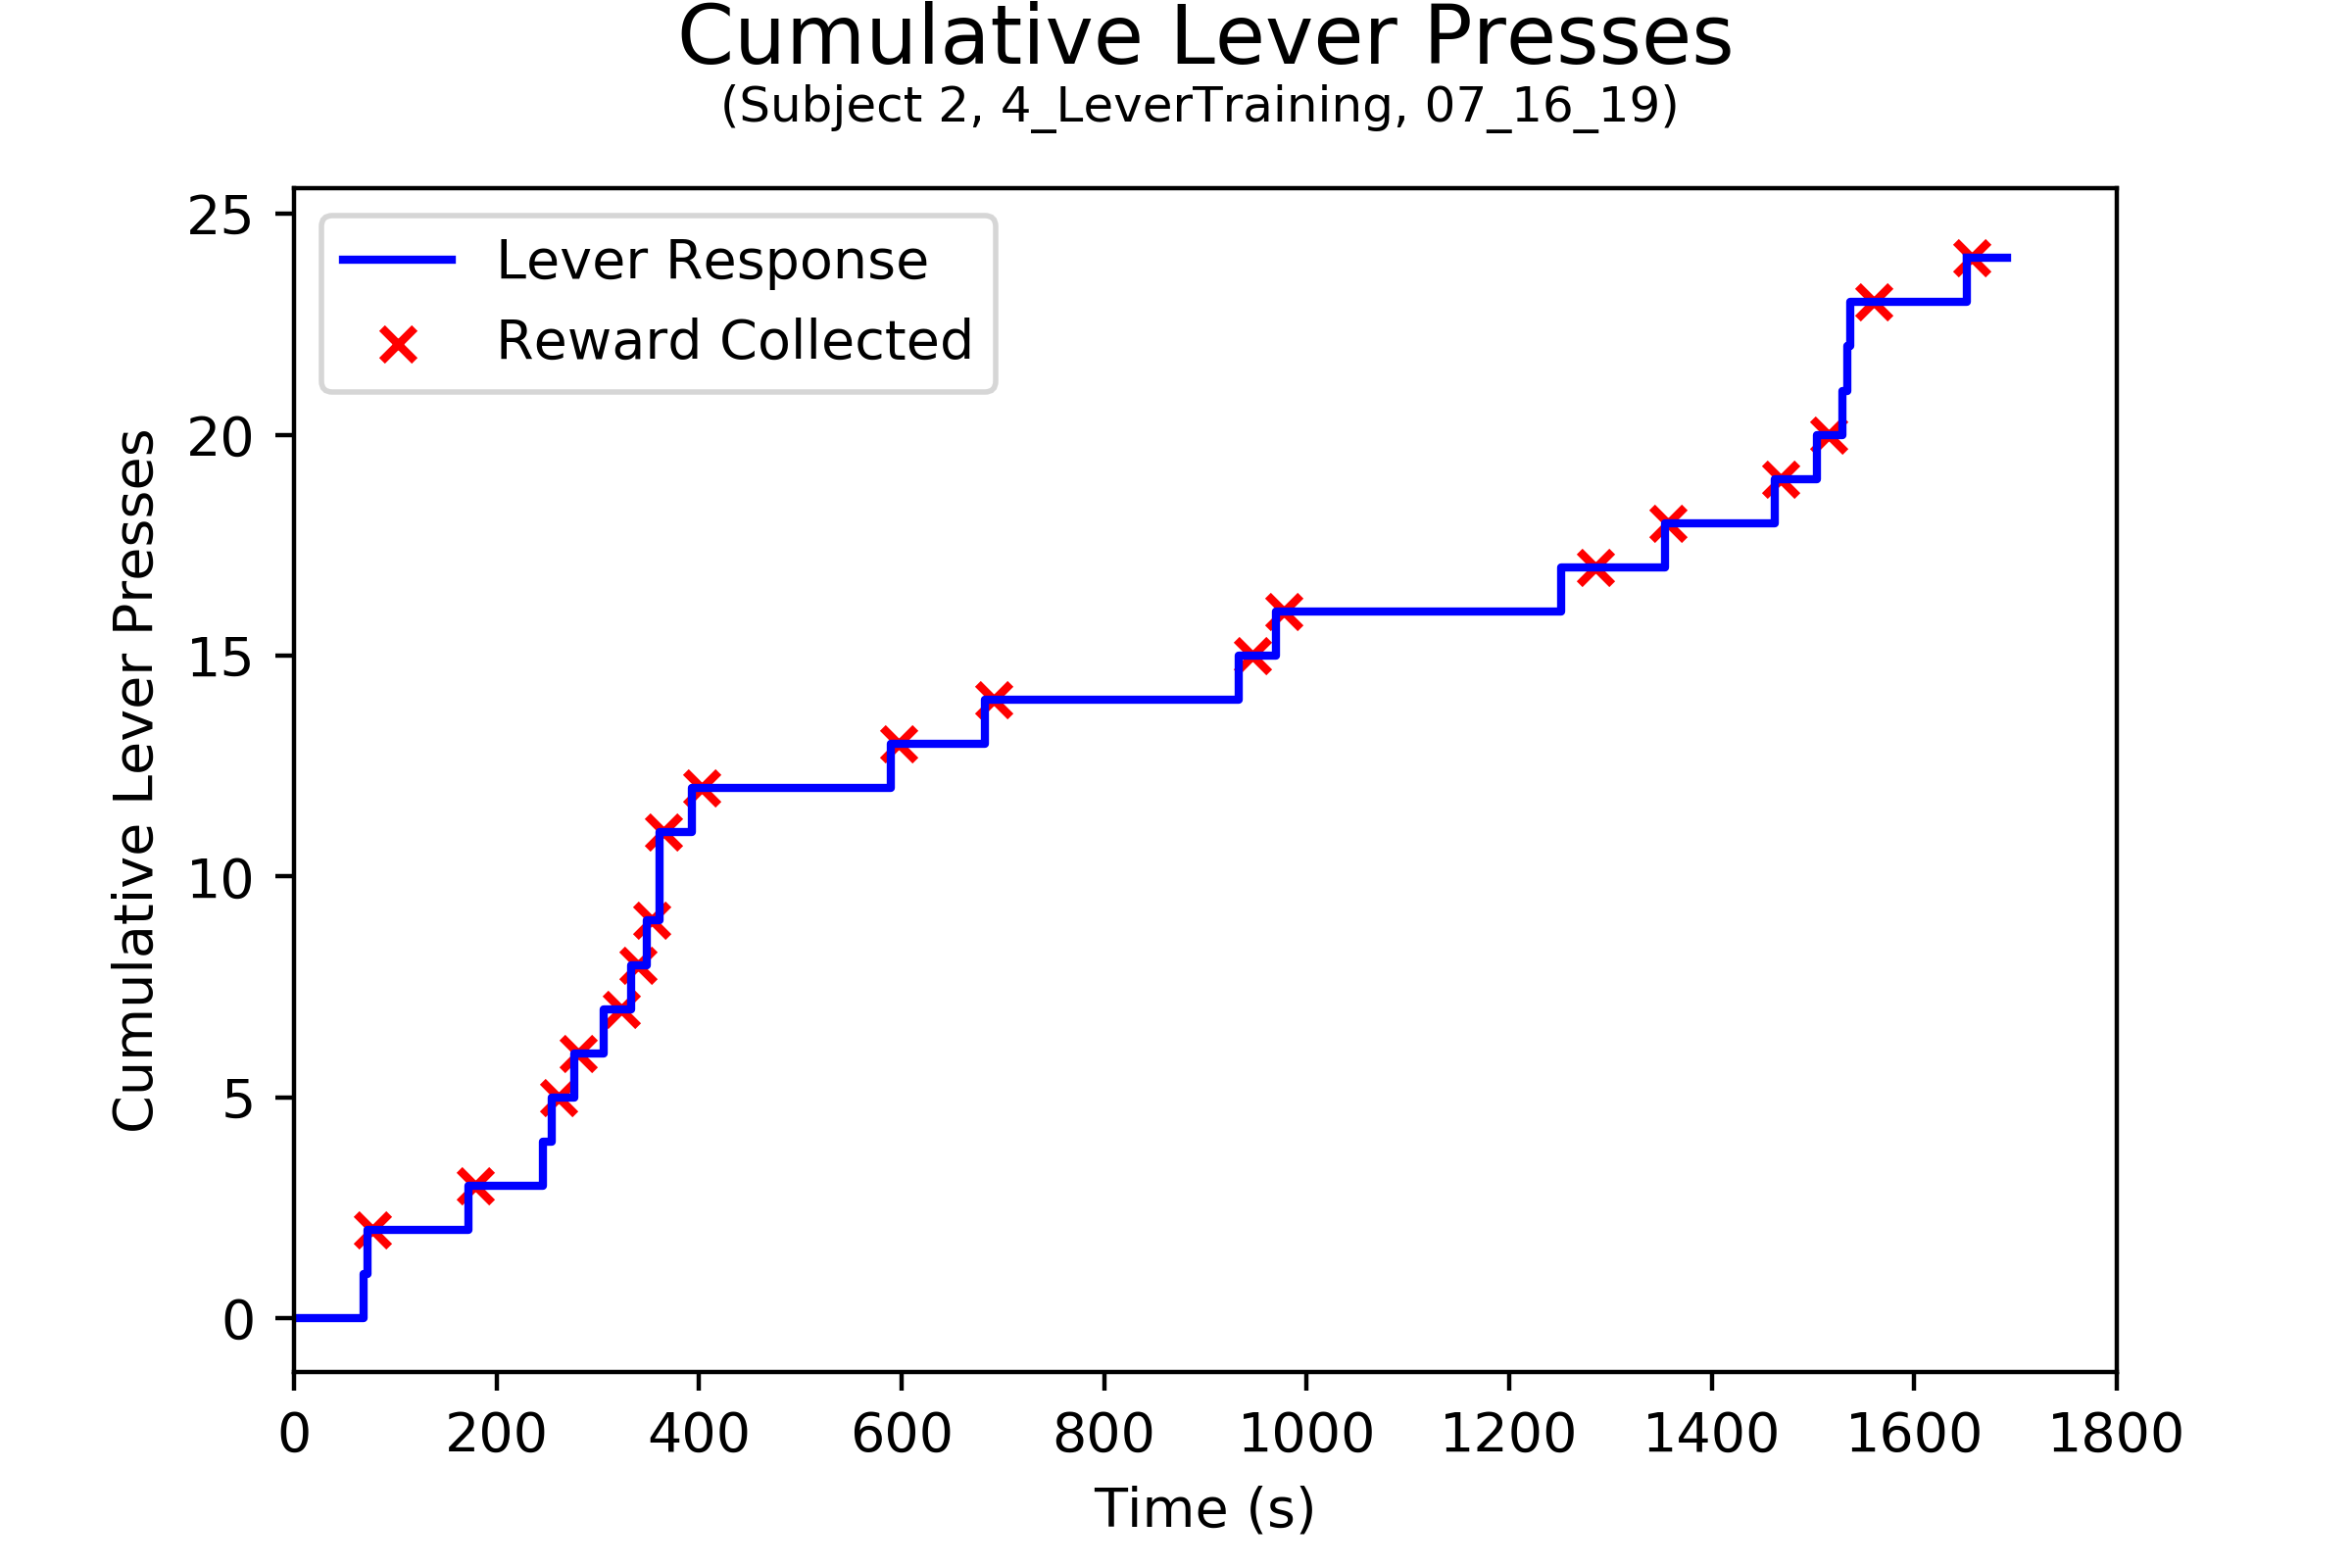 Cumulative Lever Presses
(Subject 2, 4_LeverTraining, 07_16_19)
Lever Response
Reward Collected
Cumulative Lever Presses
25
20
15
10
5
0
0 200 400 600 800 1000 1200 1400 1600 1800
Time (s)